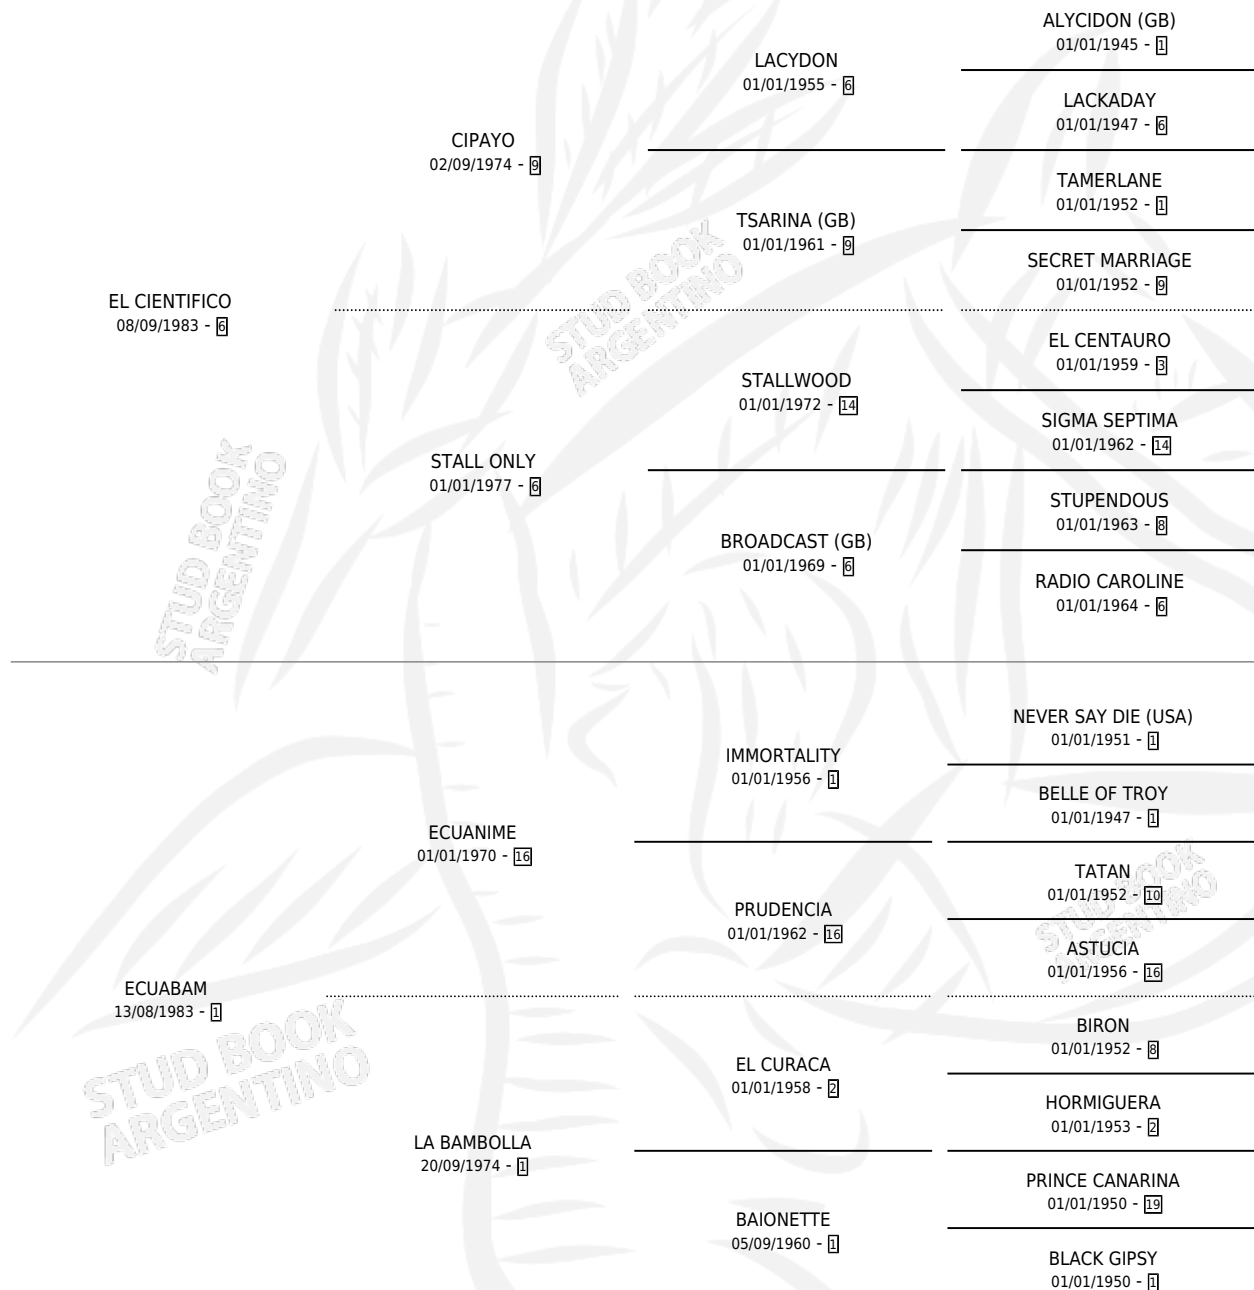 ALYCIDON (GB)
01/01/1945 - 1
LACYDON
01/01/1955 - 6
LACKADAY
01/01/1947 - 6
CIPAYO
02/09/1974 - 9
TAMERLANE
01/01/1952 - 1
TSARINA (GB)
01/01/1961 - 9
SECRET MARRIAGE
01/01/1952 - 9
EL CIENTIFICO
08/09/1983 - 6
EL CENTAURO
01/01/1959 - 3
STALLWOOD
01/01/1972 - 14
SIGMA SEPTIMA
01/01/1962 - 14
STALL ONLY
01/01/1977 - 6
STUPENDOUS
01/01/1963 - 8
BROADCAST (GB)
01/01/1969 - 6
RADIO CAROLINE
01/01/1964 - 6
NEVER SAY DIE (USA)
01/01/1951 - 1
IMMORTALITY
01/01/1956 - 1
BELLE OF TROY
01/01/1947 - 1
ECUANIME
01/01/1970 - 16
TATAN
01/01/1952 - 10
PRUDENCIA
01/01/1962 - 16
ASTUCIA
01/01/1956 - 16
ECUABAM
13/08/1983 - 1
BIRON
01/01/1952 - 8
EL CURACA
01/01/1958 - 2
HORMIGUERA
01/01/1953 - 2
LA BAMBOLLA
20/09/1974 - 1
PRINCE CANARINA
01/01/1950 - 19
BAIONETTE
05/09/1960 - 1
BLACK GIPSY
01/01/1950 - 1
STUD BOOK
ARGENTINO
STUD BOOK
ARGENTINO
STUD BOOK
ARGENTINO
STUD BOOK
ARGENTINO